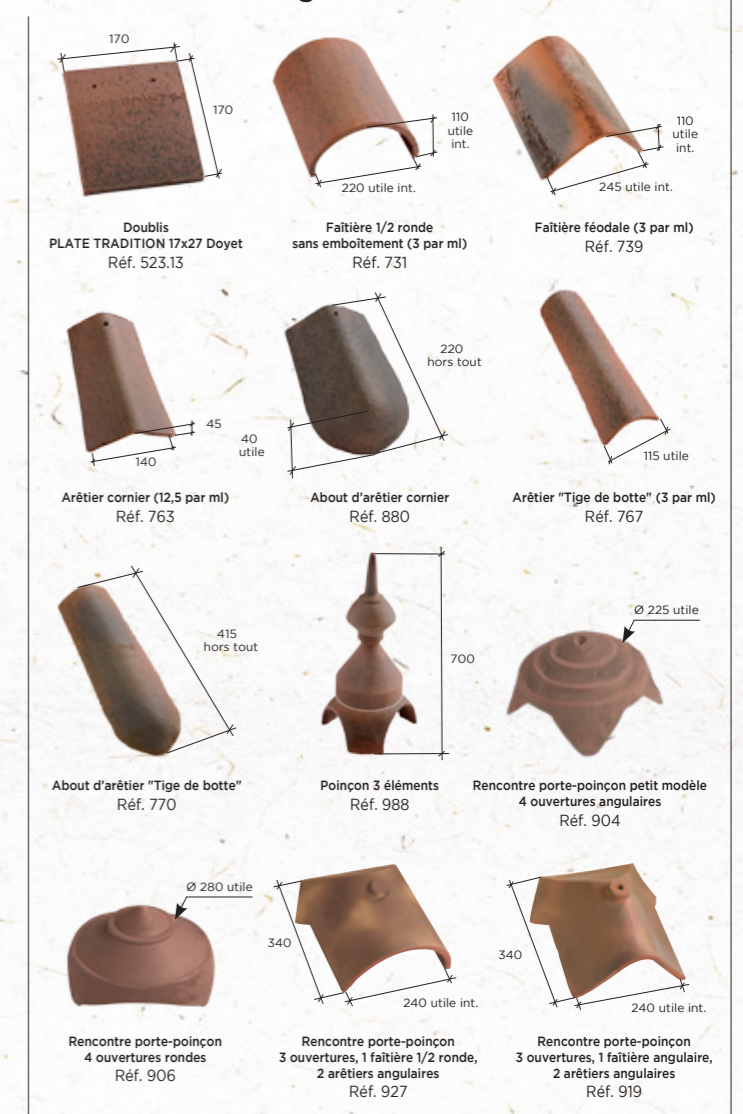 170
170
110
utile
int.
220 utile int.
110
utile
int.
245 utile int.
Doublis
PLATE TRADITION 17x27 Doyet
Réf. 523.13
Faîtière 1/2 ronde
sans emboîtement (3 par ml)
Réf. 731
Faîtière féodale (3 par ml)
Réf. 739
45
140
220
hors tout
40
utile
115 utile
Arêtier cornier (12,5 par ml)
Réf. 763
About d'arêtier cornier
Réf. 880
Arêtier "Tige de botte" (3 par ml)
Réf. 767
415
hors tout
700
Ø 225 utile
About d'arêtier "Tige de botte"
Réf. 770
Poinçon 3 éléments
Réf. 988
Rencontre porte-poinçon petit modèle
4 ouvertures angulaires
Réf. 904
Ø 280 utile
340
240 utile int.
340
240 utile int.
Rencontre porte-poinçon
4 ouvertures rondes
Réf. 906
Rencontre porte-poinçon
3 ouvertures, 1 faîtière 1/2 ronde,
2 arêtiers angulaires
Réf. 927
Rencontre porte-poinçon
3 ouvertures, 1 faîtière angulaire,
2 arêtiers angulaires
Réf. 919